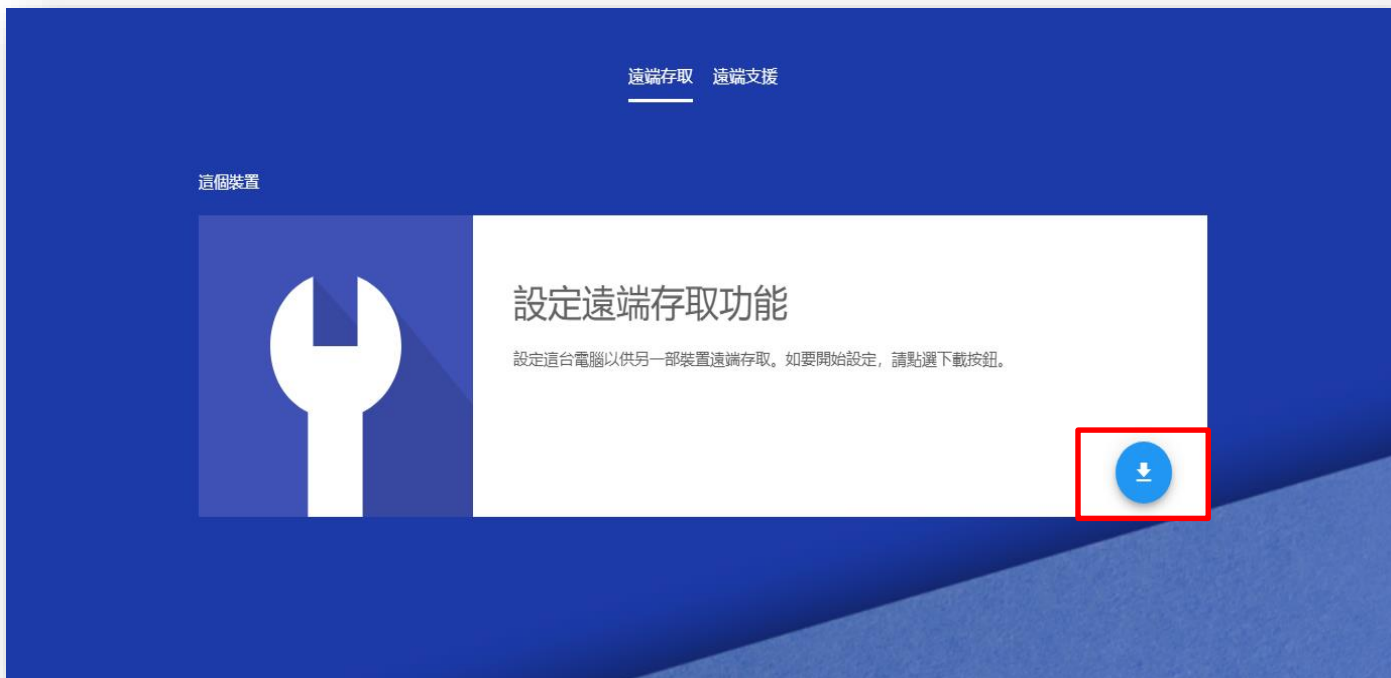 遠端存取 遠端支援
這個裝置
設定遠端存取功能
設定這台電腦以供另一部裝置遠端存取。如要開始設定，請點選下載按鈕。